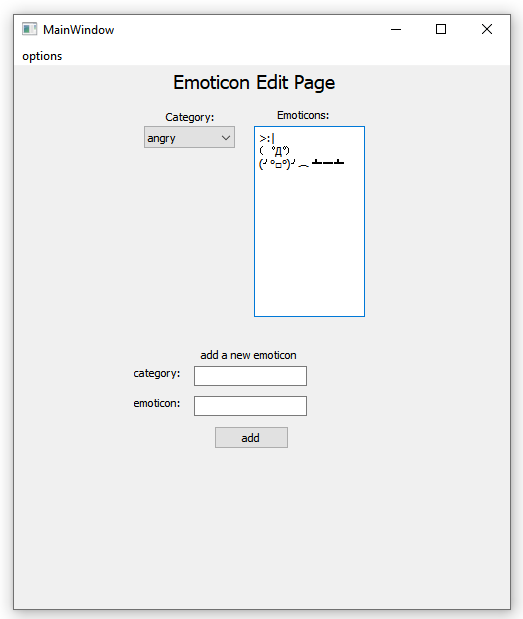 MainWindow
options
Emoticon Edit Page
Category:
angry
Emoticons:
>:|
( ゚Д゚)
(╯°□°)╯︵ ┻━┻
add a new emoticon
category:
emoticon:
add